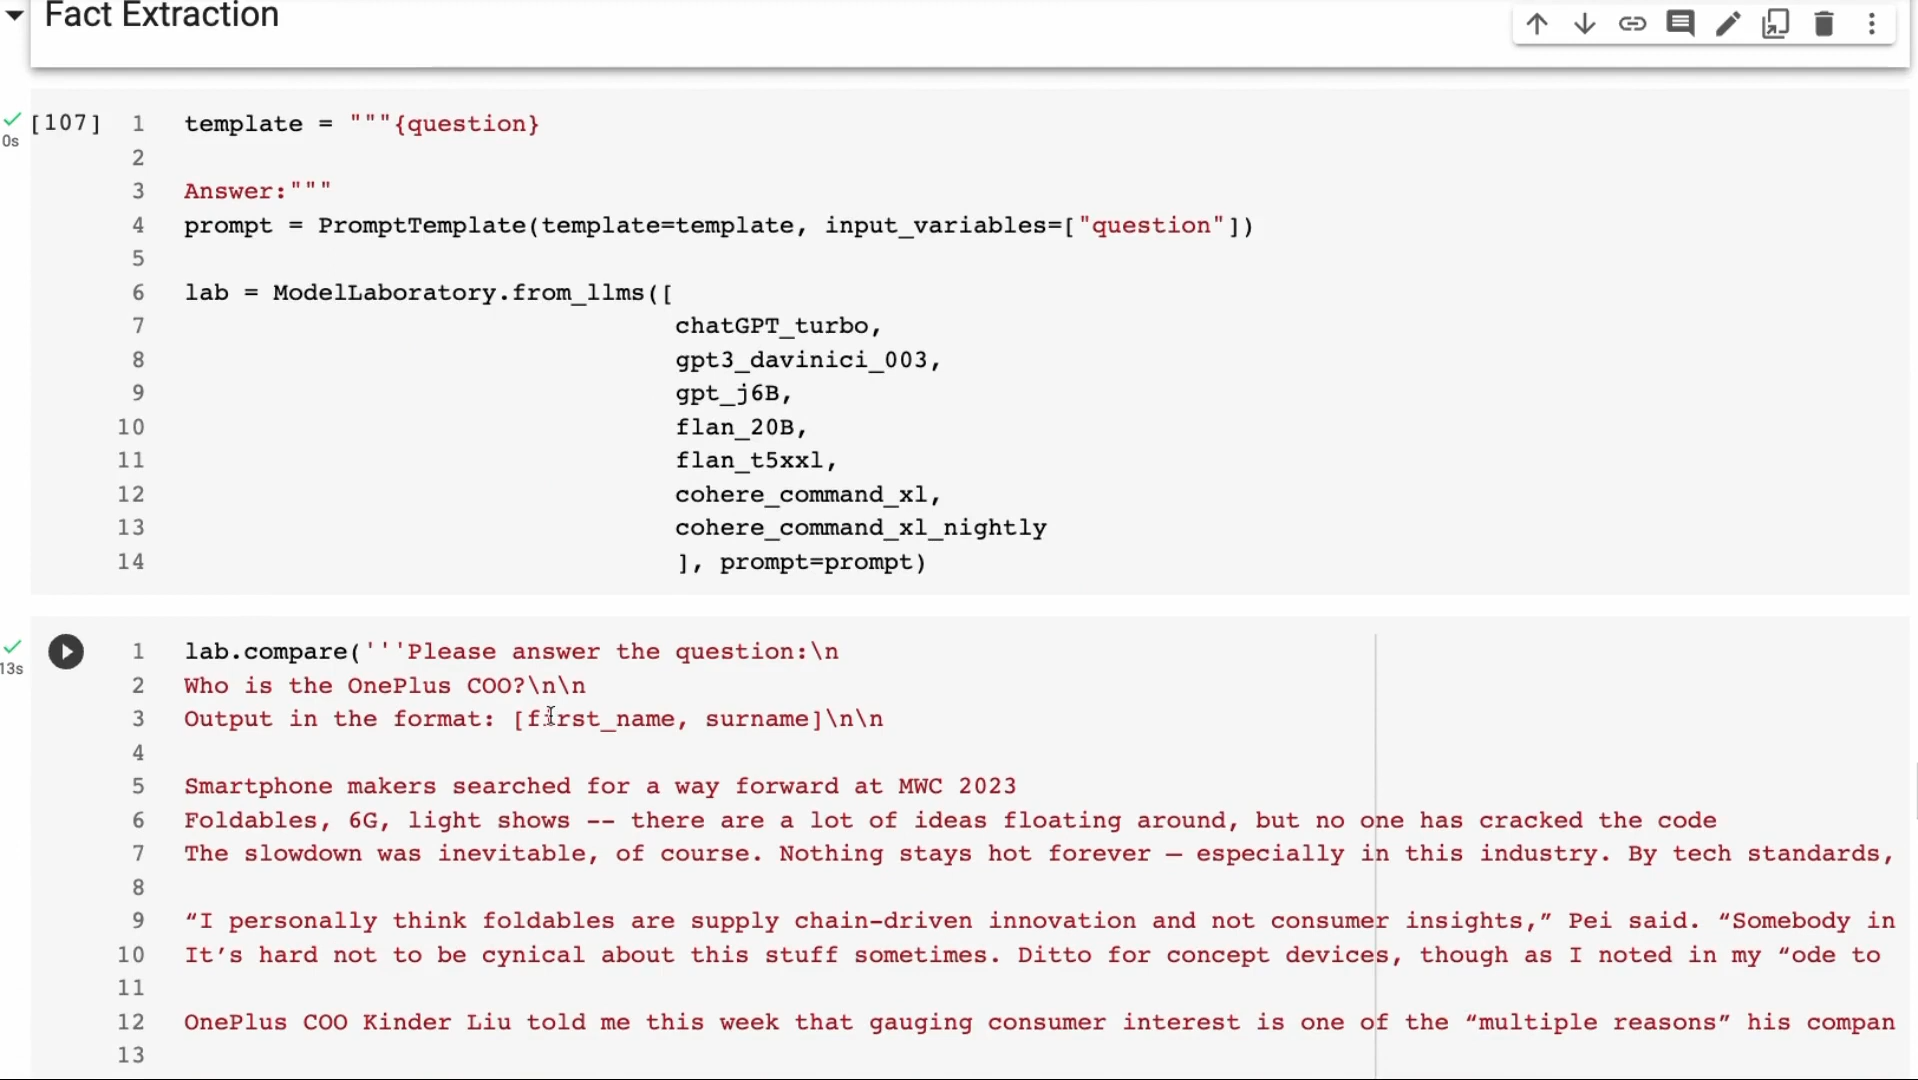 Fact Extraction
[107]
0s
1 template = """{question}
2
3 Answer:"""
4 prompt = PromptTemplate(template=template, input_variables=["question"])
5
6 lab = ModelLaboratory.from_llms([
7 chatGPT_turbo,
8 gpt3_davinici_003,
9 gpt_j6B,
10 flan_20B,
11 flan_t5xxl,
12 cohere_command_xl,
13 cohere_command_xl_nightly
14 ], prompt=prompt)
13s
1 lab.compare('''Please answer the question:\n
2 Who is the OnePlus COO?\n\n
3 Output in the format: [first_name, surname]\n\n
4
5 Smartphone makers searched for a way forward at MWC 2023
6 Foldables, 6G, light shows -- there are a lot of ideas floating around, but no one has cracked the code
7 The slowdown was inevitable, of course. Nothing stays hot forever — especially in this industry. By tech standards,
8
9 “I personally think foldables are supply chain-driven innovation and not consumer insights,” Pei said. “Somebody in
10 It’s hard not to be cynical about this stuff sometimes. Ditto for concept devices, though as I noted in my “ode to
11
12 OnePlus COO Kinder Liu told me this week that gauging consumer interest is one of the “multiple reasons” his compan
13